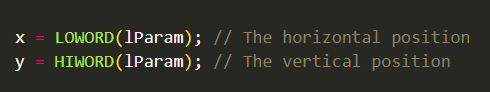 x = LOWORD(lParam); // The horizontal position
y = HIWORD(lParam); // The vertical position